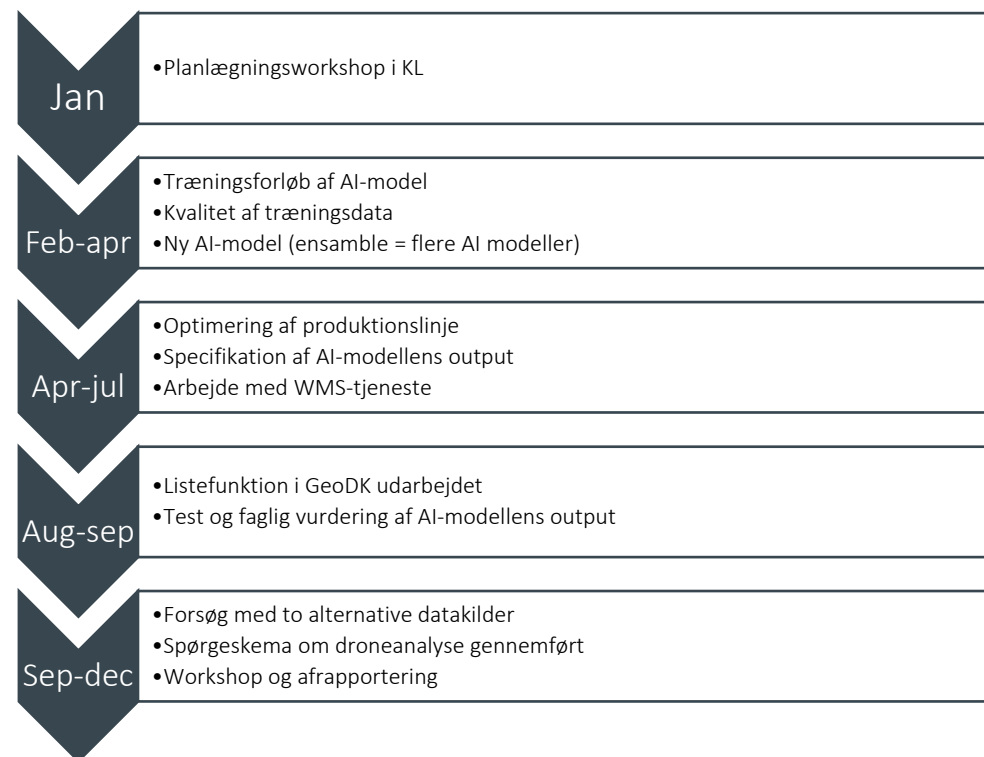 Jan
•Planlægningsworkshop i KL
Feb-apr
•Træningsforløb af AI-model
•Kvalitet af træningsdata
•Ny AI-model (ensamble = flere AI modeller)
Apr-jul
•Optimering af produktionslinje
•Specifikation af AI-modellens output
•Arbejde med WMS-tjeneste
Aug-sep
•Listefunktion i GeoDK udarbejdet
•Test og faglig vurdering af AI-modellens output
Sep-dec
•Forsøg med to alternative datakilder
•Spørgeskema om droneanalyse gennemført
•Workshop og afrapportering